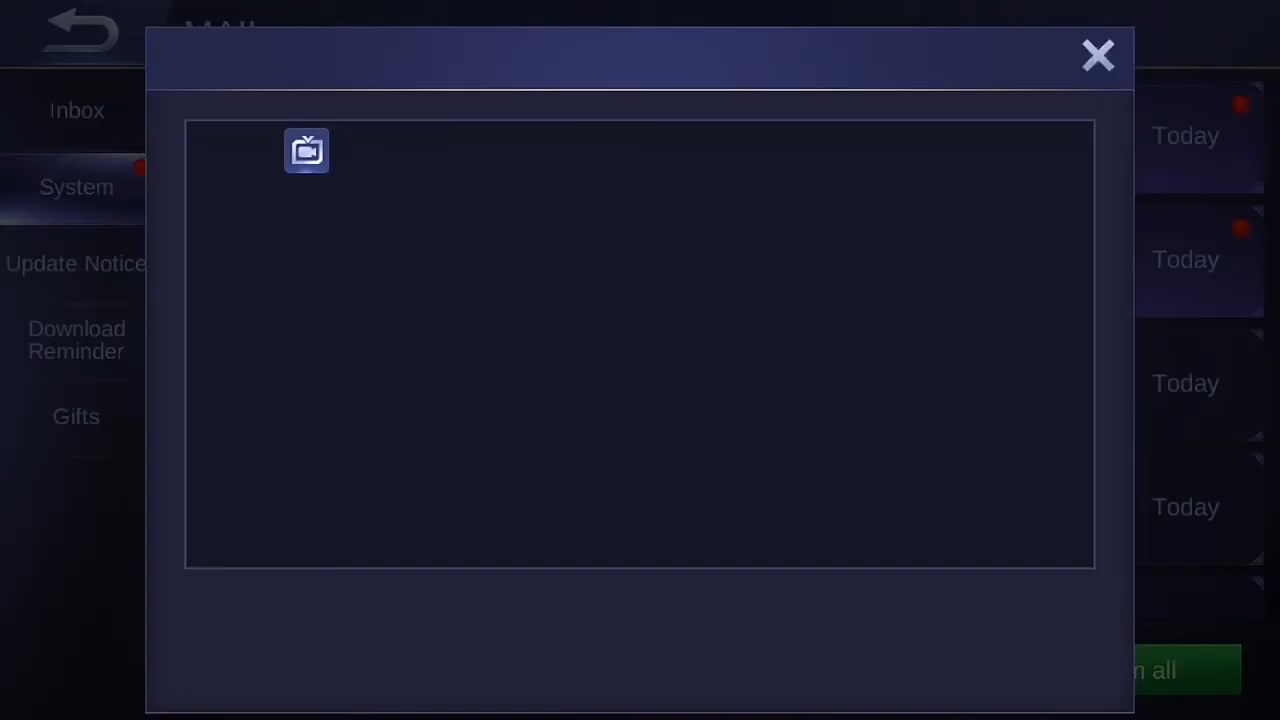 Inbox
Today
System
Today
Update Notice
Download
Reminder
Today
Gifts
Today
all